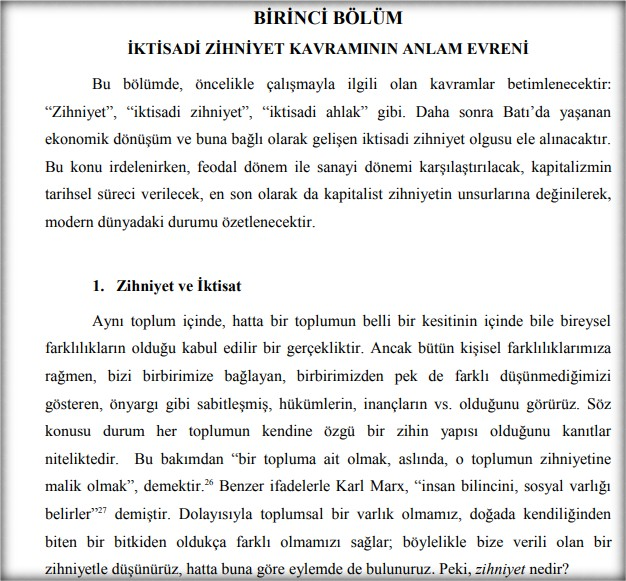 BİRİNCİ BÖLÜM
İKTİSADİ ZİHNİYET KAVRAMININ ANLAM EVRENİ
Bu bölümde, öncelikle çalışmayla ilgili olan kavramlar betimlenecektir:
“Zihniyet”, “iktisadi zihniyet”, “iktisadi ahlak” gibi. Daha sonra Batı’da yaşanan
ekonomik dönüşüm ve buna bağlı olarak gelişen iktisadi zihniyet olgusu ele alınacaktır.
Bu konu irdelenirken, feodal dönem ile sanayi dönemi karşılaştırılacak, kapitalizmin
tarihsel süreci verilecek, en son olarak da kapitalist zihniyetin unsurlarına değinilerek,
modern dünyadaki durumu özetlenecektir.
1. Zihniyet ve İktisat
Aynı toplum içinde, hatta bir toplumun belli bir kesitinin içinde bile bireysel
farklılıkların olduğu kabul edilir bir gerçekliktir. Ancak bütün kişisel farklılıklarımıza
rağmen, bizi birbirimize bağlayan, birbirimizden pek de farklı düşünmediğimizi
gösteren, önyargı gibi sabitleşmiş, hükümlerin, inançların vs. olduğunu görürüz. Söz
konusu durum her toplumun kendine özgü bir zihin yapısı olduğunu kanıtlar
niteliktedir. Bu bakımdan “bir topluma ait olmak, aslında, o toplumun zihniyetine
malik olmak”, demektir.²⁶ Benzer ifadelerle Karl Marx, “insan bilincini, sosyal varlığı
belirler”²⁷ demiştir. Dolayısıyla toplumsal bir varlık olmamız, doğada kendiliğinden
biten bir bitkiden oldukça farklı olmamızı sağlar; böylelikle bize verili olan bir
zihniyetle düşünürüz, hatta buna göre eylemde de bulunuruz. Peki, zihniyet nedir?